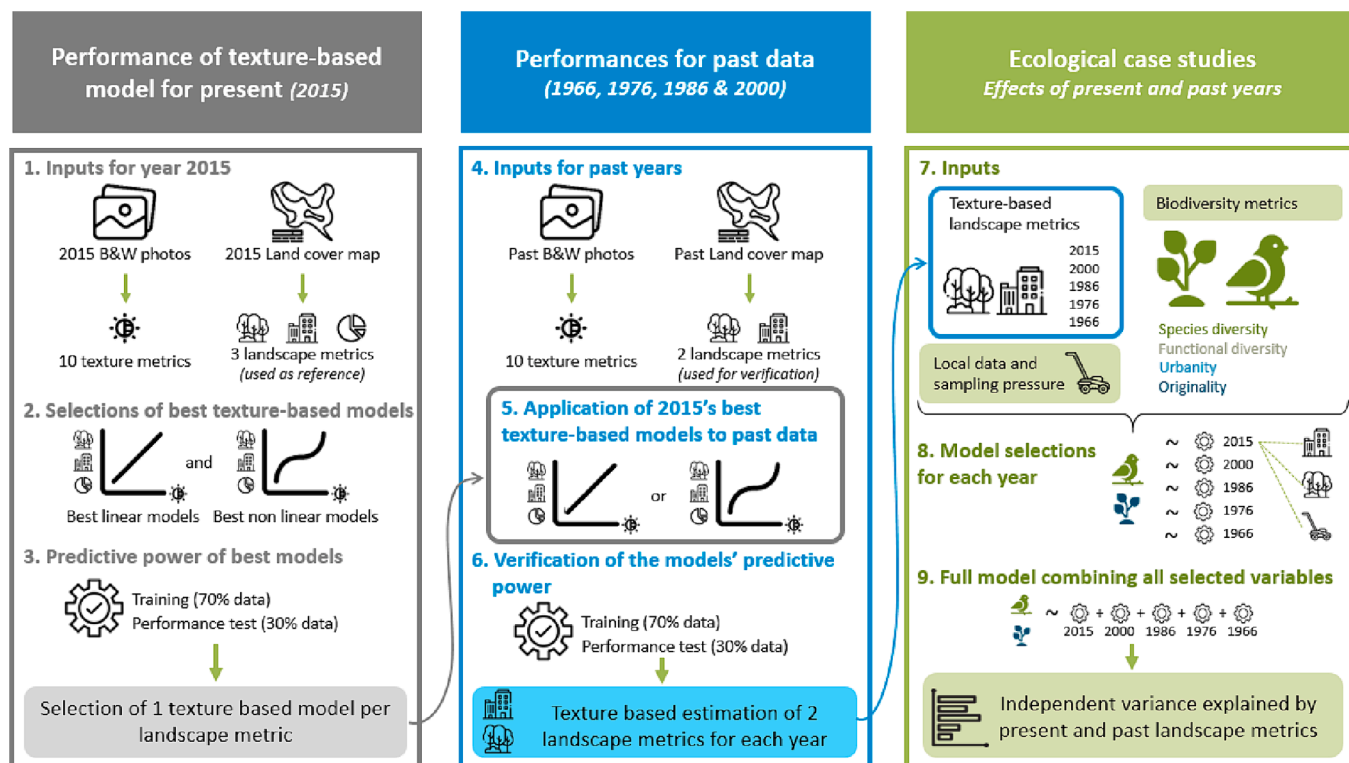 Performance of texture-based
model for present (2015)
Performances for past data
(1966, 1976, 1986 & 2000)
Ecological case studies
Effects of present and past years
1. Inputs for year 2015
2015 B&W photos
2015 Land cover map
10 texture metrics
3 landscape metrics
(used as reference)
2. Selections of best texture-based models
and
Best linear models
Best non linear models
3. Predictive power of best models
Training (70% data)
Performance test (30% data)
Selection of 1 texture based model per
landscape metric
4. Inputs for past years
Past B&W photos
Past Land cover map
10 texture metrics
2 landscape metrics
(used for verification)
5. Application of 2015's best
texture-based models to past data
or
6. Verification of the models' predictive
power
Training (70% data)
Performance test (30% data)
Texture based estimation of 2
landscape metrics for each year
7. Inputs
Texture-based
landscape metrics
2015
2000
1986
1976
1966
Biodiversity metrics
Species diversity
Functional diversity
Urbanity
Originality
Local data and
sampling pressure
8. Model selections
for each year
~ 2015
~ 2000
~ 1986
~ 1976
~ 1966
9. Full model combining all selected variables
~ + + + +
2015 2000 1986 1976 1966
Independent variance explained by
present and past landscape metrics